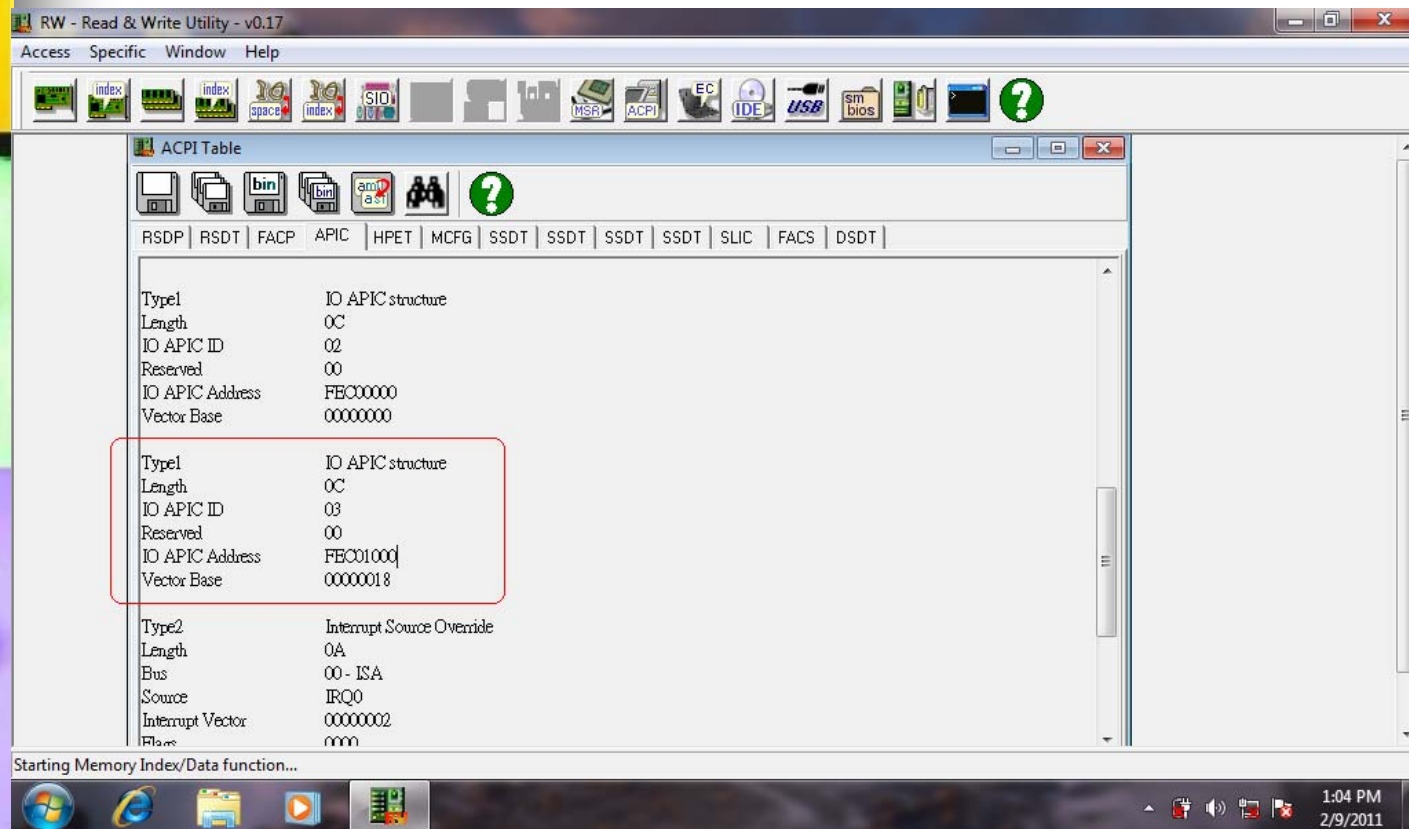 RW - Read & Write Utility - v0.17
Access Specific Window Help
index index space index SIO MSR ACPI EC IDE USB sm bios
ACPI Table
bin bin
RSDP RSDT FACP APIC HPET MCFG SSDT SSDT SSDT SSDT SLIC FACS DSDT
Type1 IO APIC structure
Length 0C
IO APIC ID 02
Reserved 00
IO APIC Address FEC00000
Vector Base 00000000
Type1 IO APIC structure
Length 0C
IO APIC ID 03
Reserved 00
IO APIC Address FEC01000
Vector Base 00000018
Type2 Interrupt Source Override
Length 0A
Bus 00 - ISA
Source IRQ0
Interrupt Vector 00000002
Flags 0000
Starting Memory Index/Data function...
1:04 PM
2/9/2011